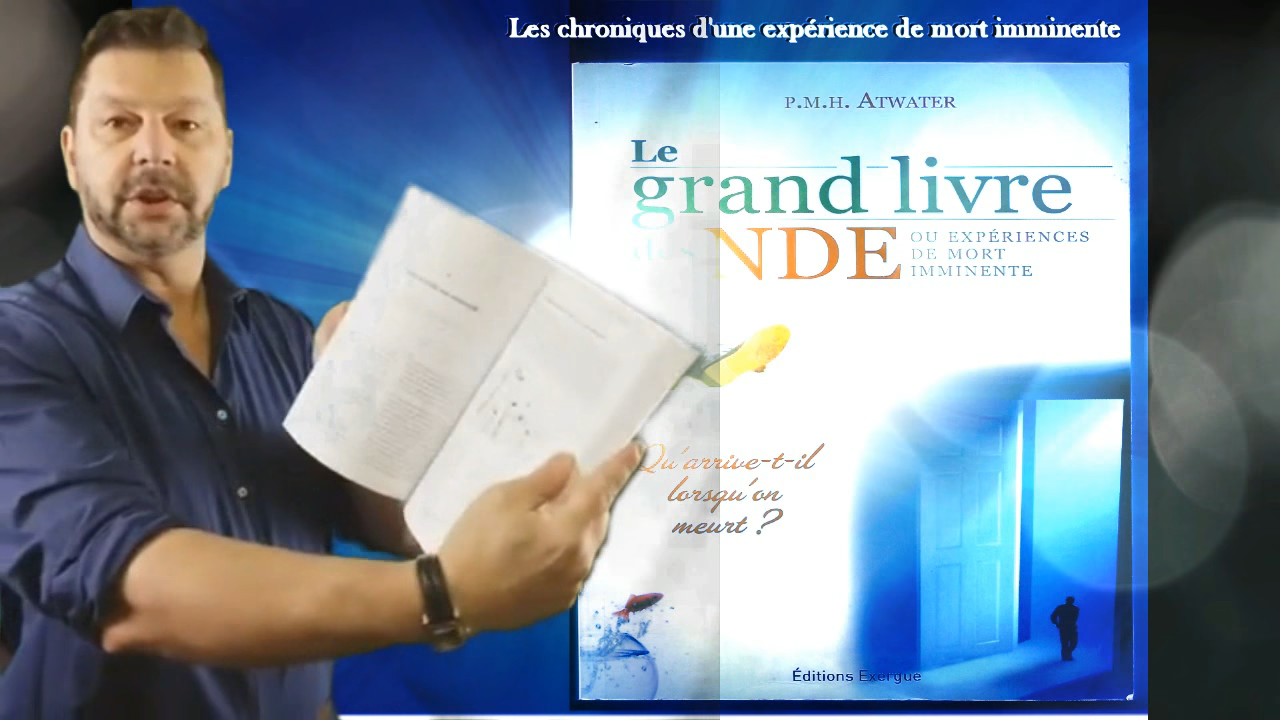 Les chroniques d'une expérience de mort imminente
P.M.H. ATWATER
Le
grand livre
des NDE
OU EXPÉRIENCES
DE MORT
IMMINENTE
Qu'arrive-t-il
lorsqu'on
meurt ?
Éditions Exergue